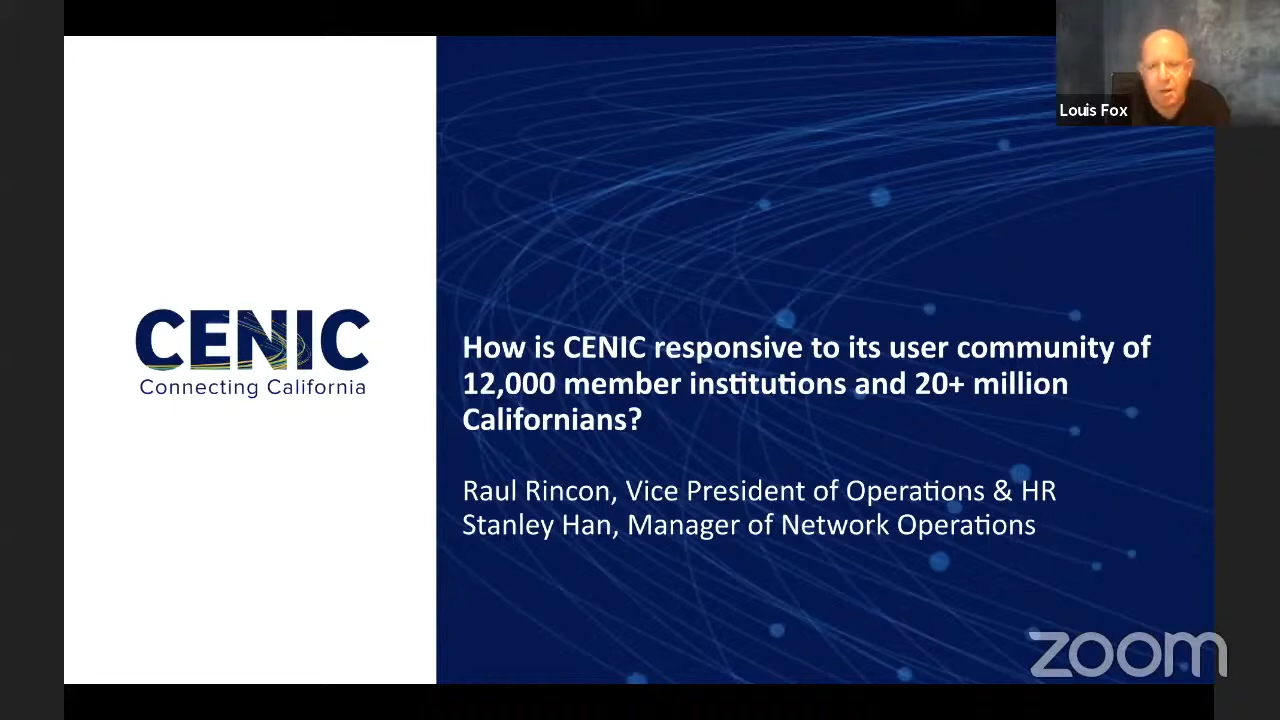 Louis Fox
CENIC
Connecting California
How is CENIC responsive to its user community of
12,000 member institutions and 20+ million
Californians?
Raul Rincon, Vice President of Operations & HR
Stanley Han, Manager of Network Operations
zoom